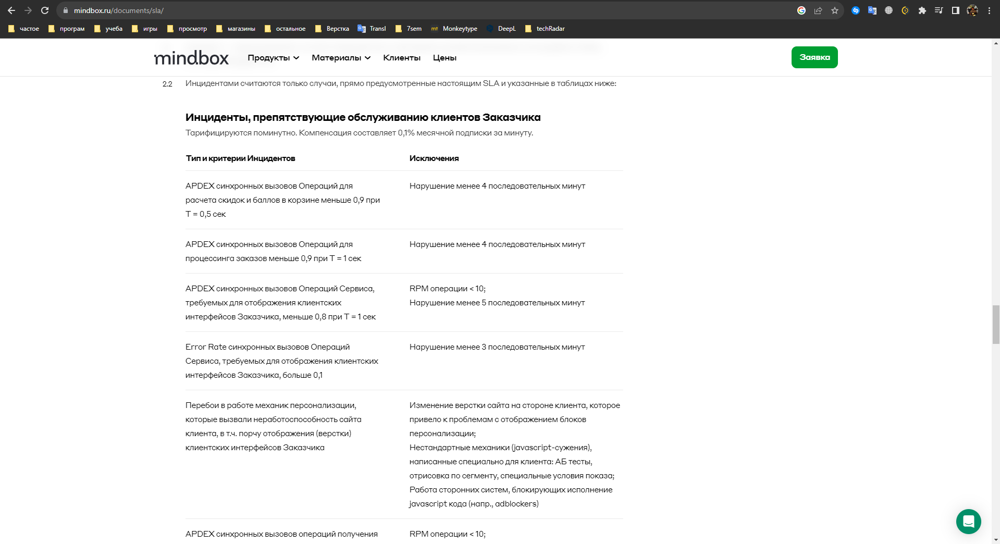 mindbox.ru/documents/sla/
частое програм учеба игры просмотр магазины остальное Верстка Transl 7sem mt Monkeytype DeepL techRadar
mindbox Продукты Материалы Клиенты Цены Заявка
2.2 Инцидентами считаются только случаи, прямо предусмотренные настоящим SLA и указанные в таблицах ниже:
Инциденты, препятствующие обслуживанию клиентов Заказчика
Тарифицируются поминутно. Компенсация составляет 0,1% месячной подписки за минуту.
Тип и критерии Инцидентов
Исключения
APDEX синхронных вызовов Операций для
расчета скидок и баллов в корзине меньше 0,9 при
T = 0,5 сек
Нарушение менее 4 последовательных минут
APDEX синхронных вызовов Операций для
процессинга заказов меньше 0,9 при T = 1 сек
Нарушение менее 4 последовательных минут
APDEX синхронных вызовов Операций Сервиса,
требуемых для отображения клиентских
интерфейсов Заказчика, меньше 0,8 при T = 1 сек
RPM операции < 10;
Нарушение менее 5 последовательных минут
Error Rate синхронных вызовов Операций
Сервиса, требуемых для отображения клиентских
интерфейсов Заказчика, больше 0,1
Нарушение менее 3 последовательных минут
Перебои в работе механик персонализации,
которые вызвали неработоспособность сайта
клиента, в т.ч. порчу отображения (верстки)
клиентских интерфейсов Заказчика
Изменение верстки сайта на стороне клиента, которое
привело к проблемам с отображением блоков
персонализации;
Нестандартные механики (javascript-сужения),
написанные специально для клиента: АБ тесты,
отрисовка по сегменту, специальные условия показа;
Работа сторонних систем, блокирующих исполнение
javascript кода (напр., adblockers)
APDEX синхронных вызовов операций получения
RPM операции < 10;